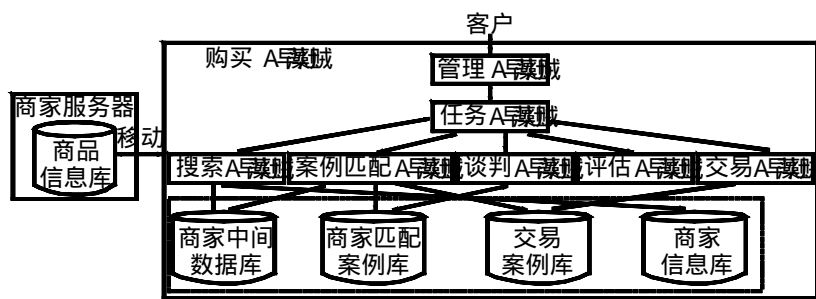 客户
购买 A
管理 A
商家服务器
任务A
移动
商品
信息库
搜索A 案例匹配 A 谈判A 评估A 交易A
商家中间
数据库
商家匹配
案例库
交易
案例库
商家
信息库